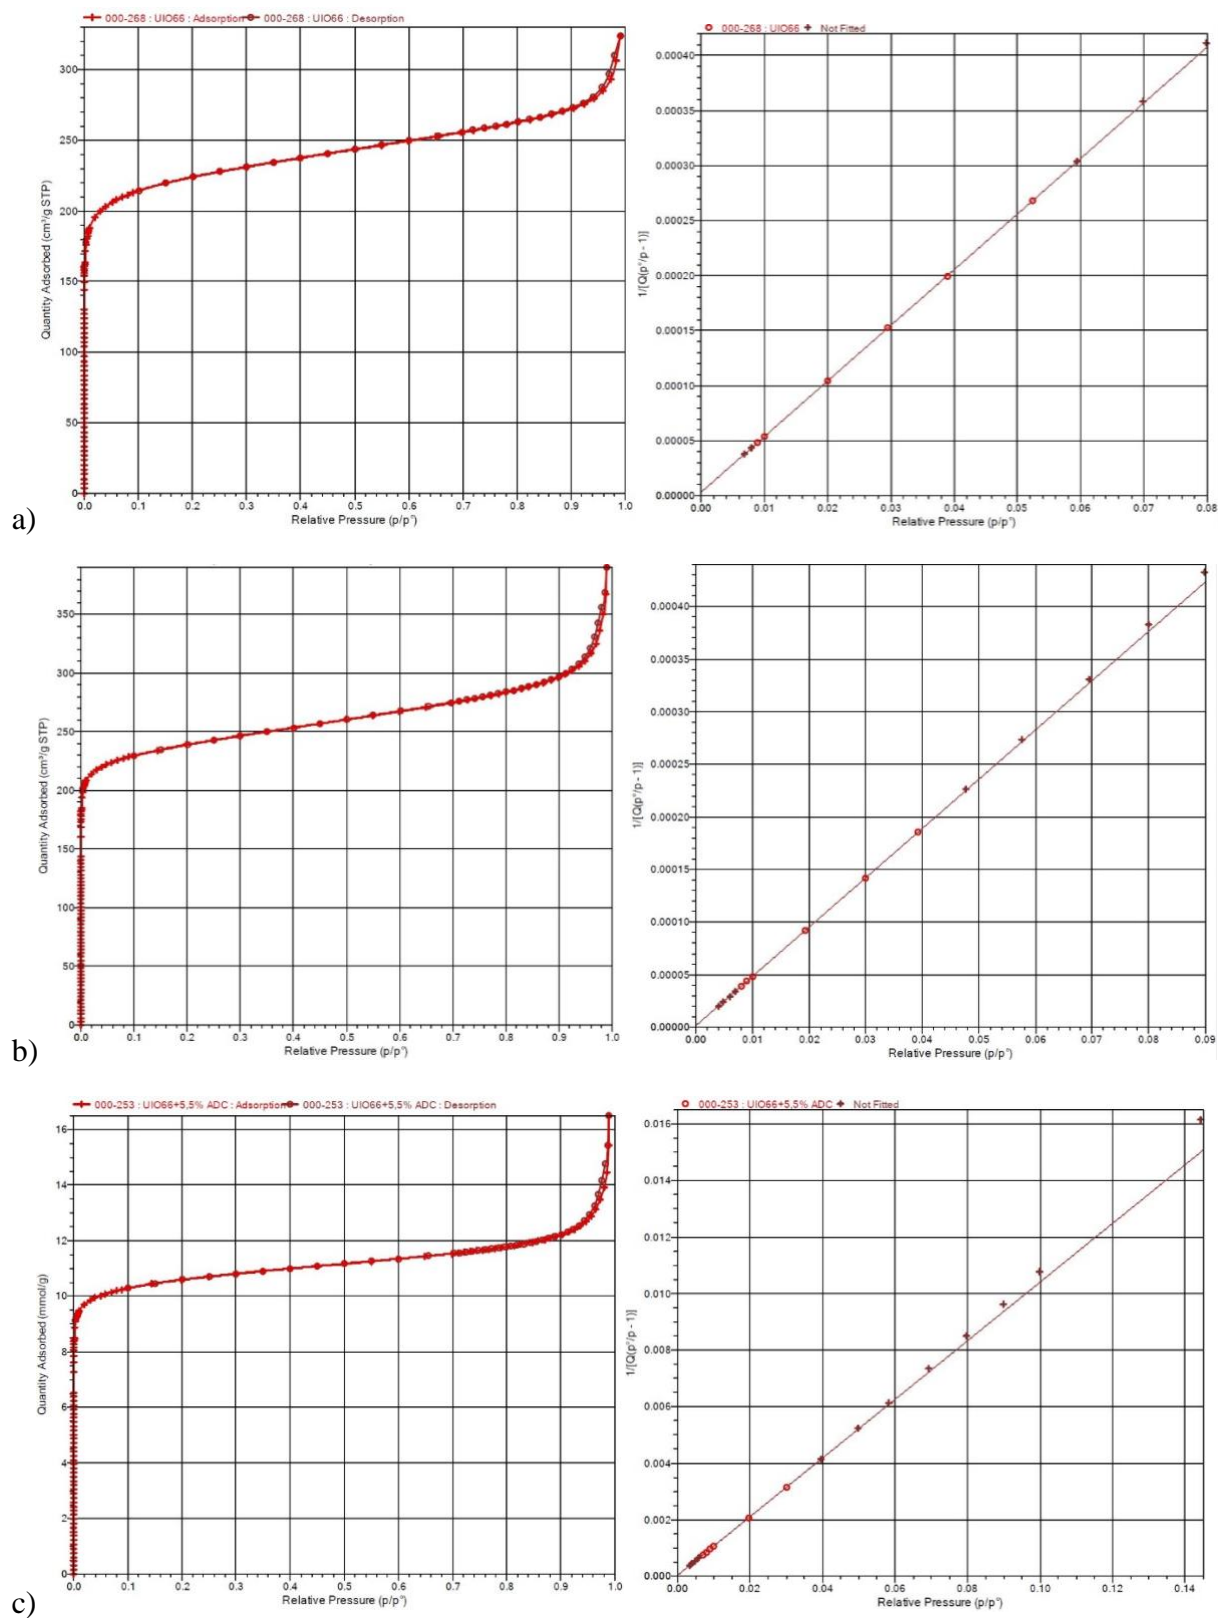 000-268 : UIO66 : Adsorption 000-268 : UIO66 : Desorption
300
250
200
150
100
50
0
Quantity Adsorbed (cm³/g STP)
0.0 0.1 0.2 0.3 0.4 0.5 0.6 0.7 0.8 0.9 1.0
Relative Pressure (p/p°)
000-268 : UIO66 Not Fitted
0.00040
0.00035
0.00030
0.00025
0.00020
0.00015
0.00010
0.00005
0.00000
1/[Q(p°/p - 1)]
0.00 0.01 0.02 0.03 0.04 0.05 0.06 0.07 0.08
Relative Pressure (p/p°)
a)
350
300
250
200
150
100
50
0
Quantity Adsorbed (cm³/g STP)
0.0 0.1 0.2 0.3 0.4 0.5 0.6 0.7 0.8 0.9 1.0
Relative Pressure (p/p°)
0.00040
0.00035
0.00030
0.00025
0.00020
0.00015
0.00010
0.00005
0.00000
1/[Q(p°/p - 1)]
0.00 0.01 0.02 0.03 0.04 0.05 0.06 0.07 0.08 0.09
Relative Pressure (p/p°)
b)
000-253 : UIO66+5,5% ADC : Adsorption 000-253 : UIO66+5,5% ADC : Desorption
16
14
12
10
8
6
4
2
0
Quantity Adsorbed (mmol/g)
0.0 0.1 0.2 0.3 0.4 0.5 0.6 0.7 0.8 0.9 1.0
Relative Pressure (p/p°)
000-253 : UIO66+5,5% ADC Not Fitted
0.016
0.014
0.012
0.010
0.008
0.006
0.004
0.002
0.000
1/[Q(p°/p - 1)]
0.00 0.02 0.04 0.06 0.08 0.10 0.12 0.14
Relative Pressure (p/p°)
c)